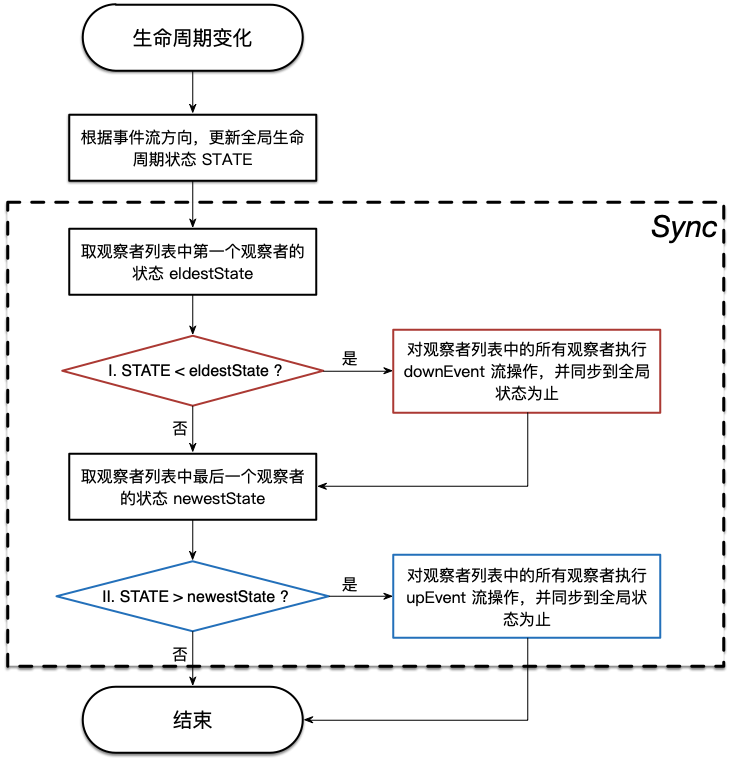 生命周期变化
根据事件流方向，更新全局生命
周期状态 STATE
Sync
取观察者列表中第一个观察者的
状态 eldestState
I. STATE < eldestState ?
是
对观察者列表中的所有观察者执行
downEvent 流操作，并同步到全局
状态为止
否
取观察者列表中最后一个观察者
的状态 newestState
II. STATE > newestState ?
是
对观察者列表中的所有观察者执行
upEvent 流操作，并同步到全局状
态为止
否
结束